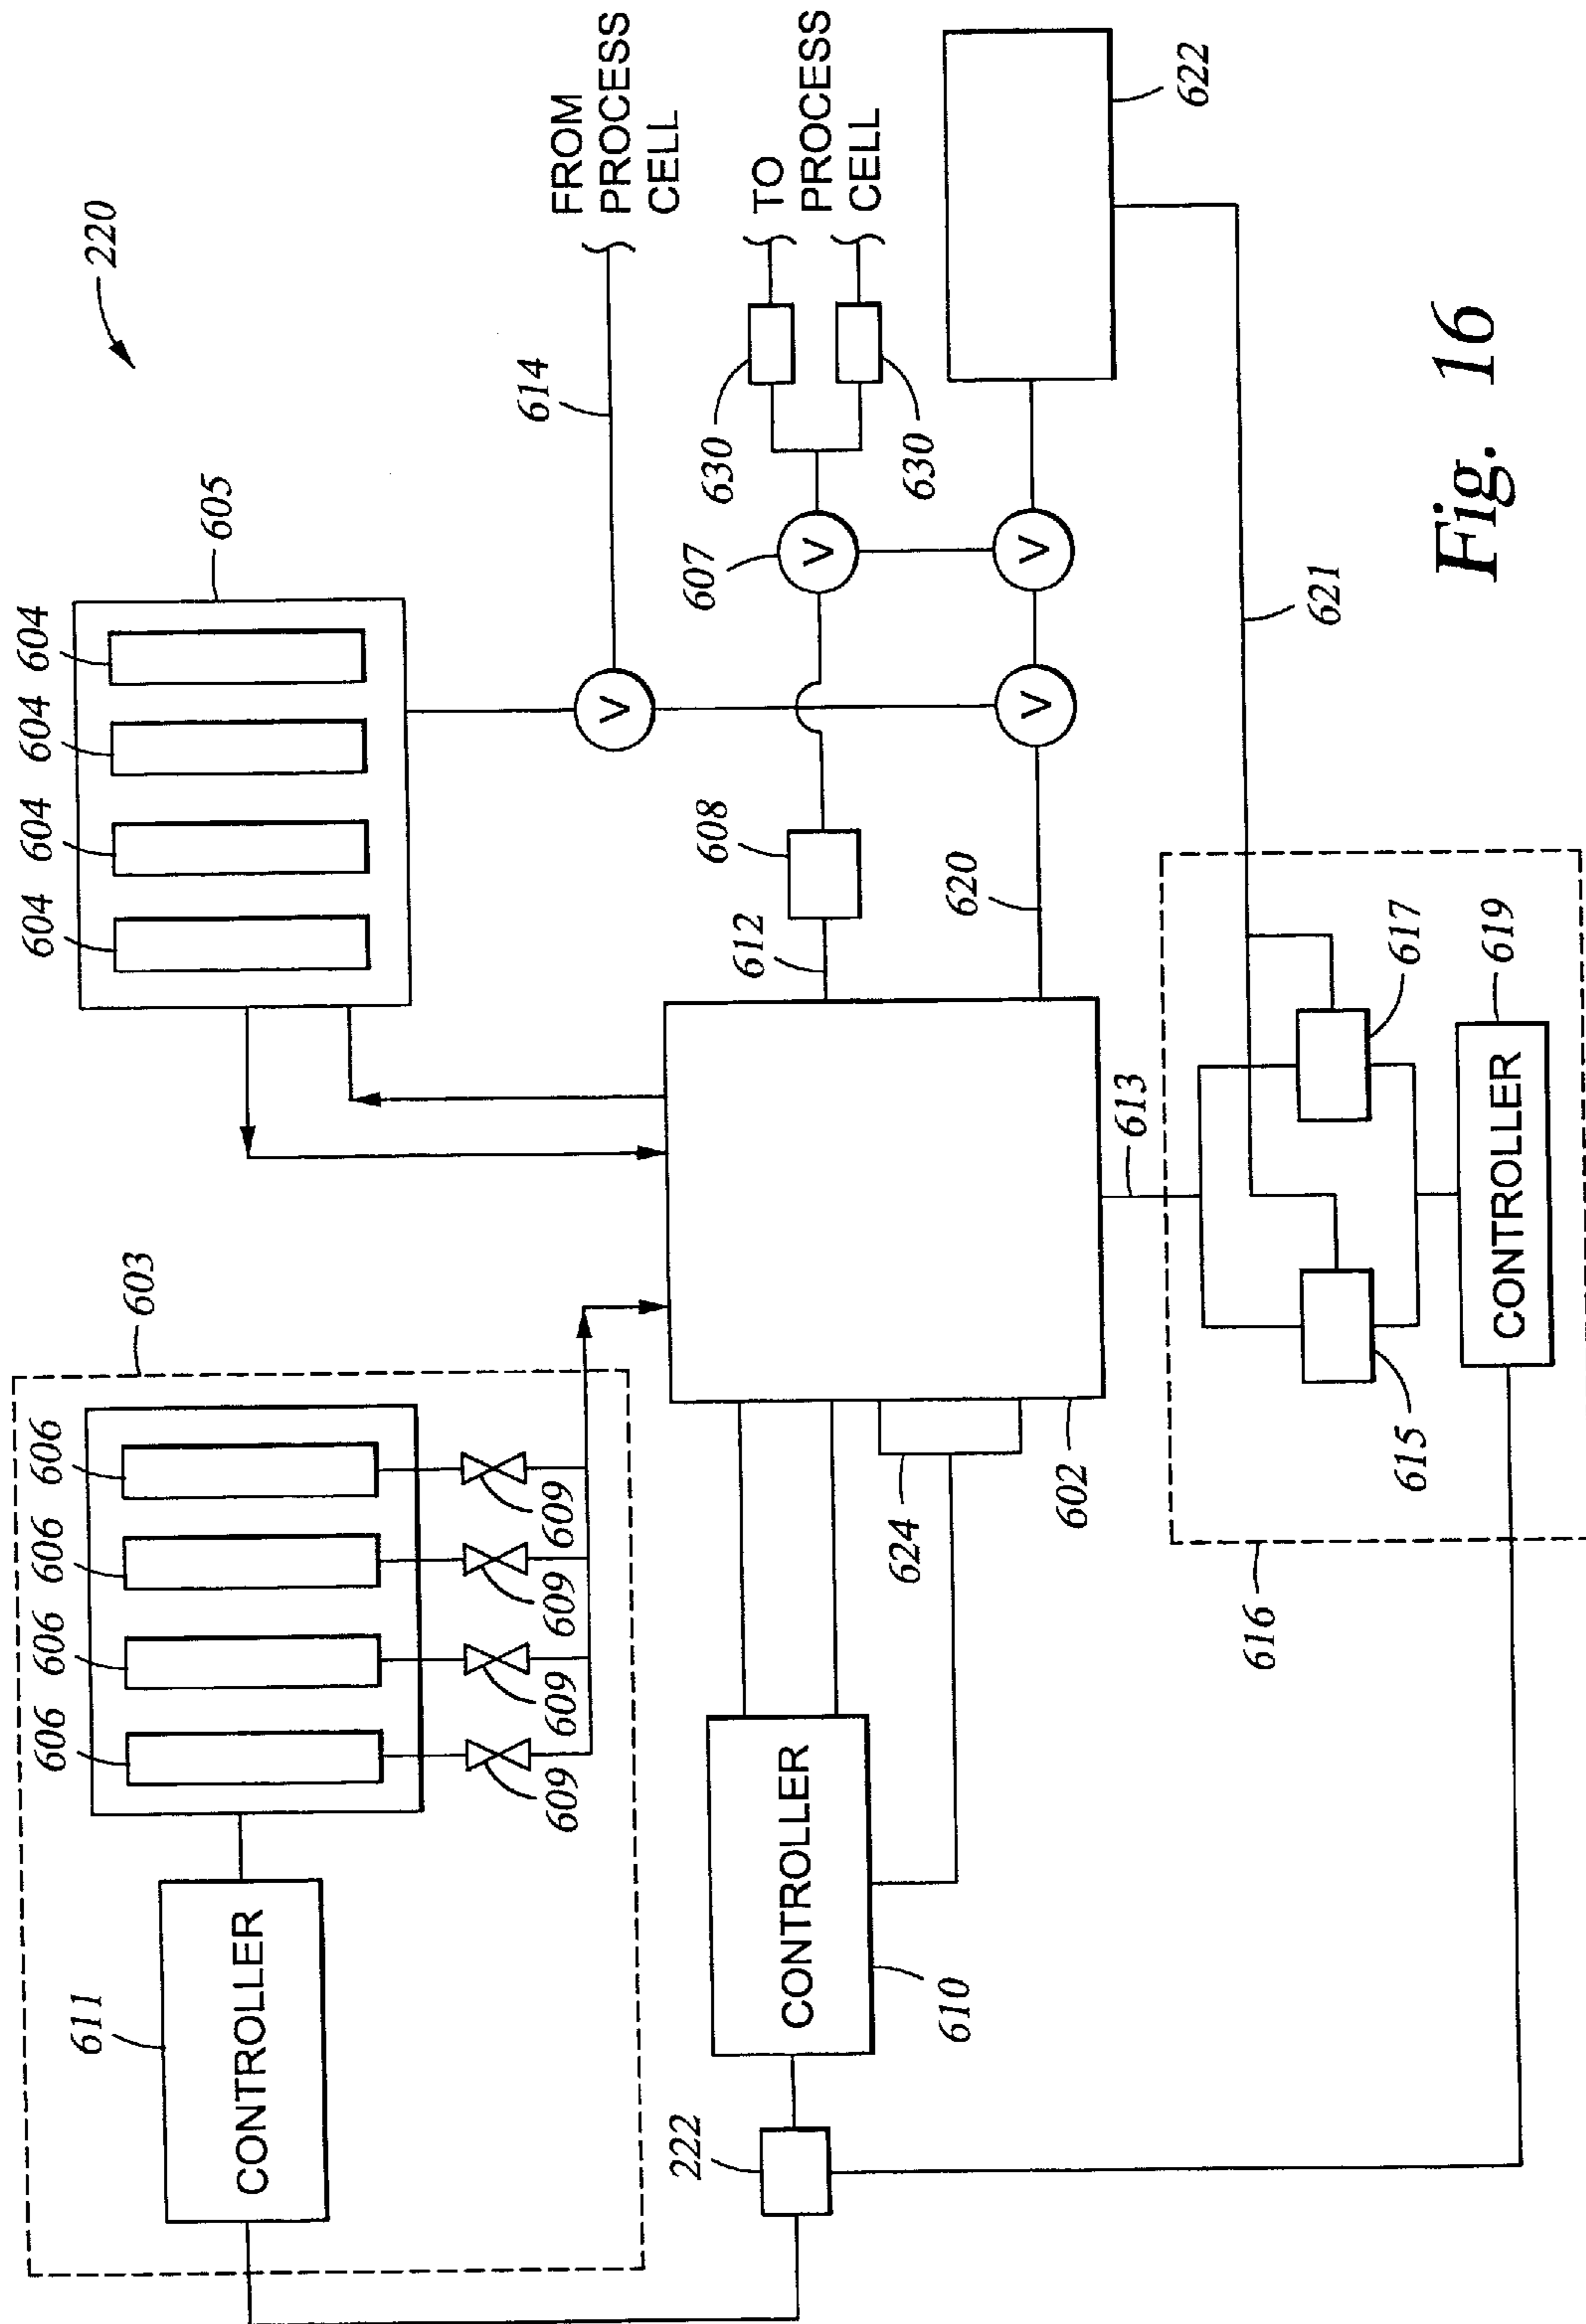 220
604
604
604
604
605
614
FROM
PROCESS
CELL
630
TO
PROCESS
CELL
630
607
V
V
V
V
608
612
620
622
603
606
606
606
606
609
609
609
609
611
CONTROLLER
CONTROLLER
610
222
624
602
613
621
617
619
CONTROLLER
615
616
Fig. 16